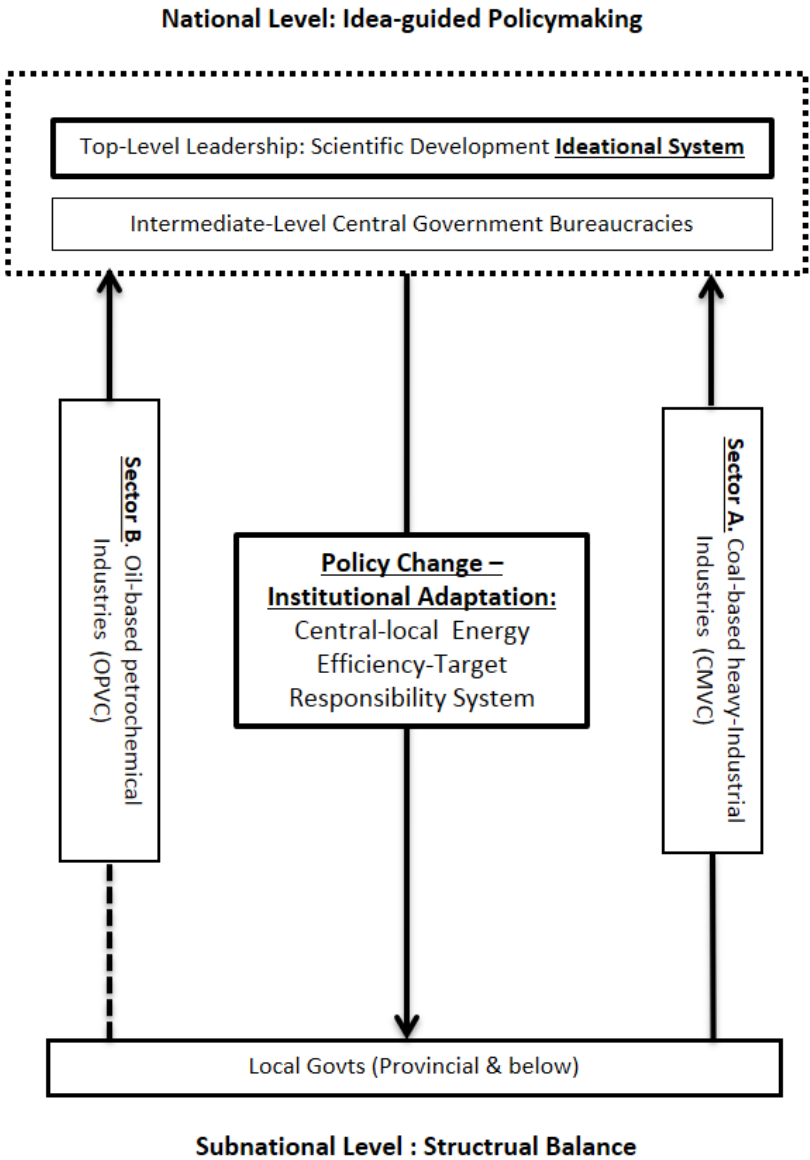 National Level: Idea-guided Policymaking
Top-Level Leadership: Scientific Development Ideational System
Intermediate-Level Central Government Bureaucracies
Sector B. Oil-based petrochemical
Industries (OPVC)
Policy Change –
Institutional Adaptation:
Central-local Energy
Efficiency-Target
Responsibility System
Sector A. Coal-based heavy-Industrial
Industries (CMVC)
Local Govts (Provincial & below)
Subnational Level : Structrual Balance